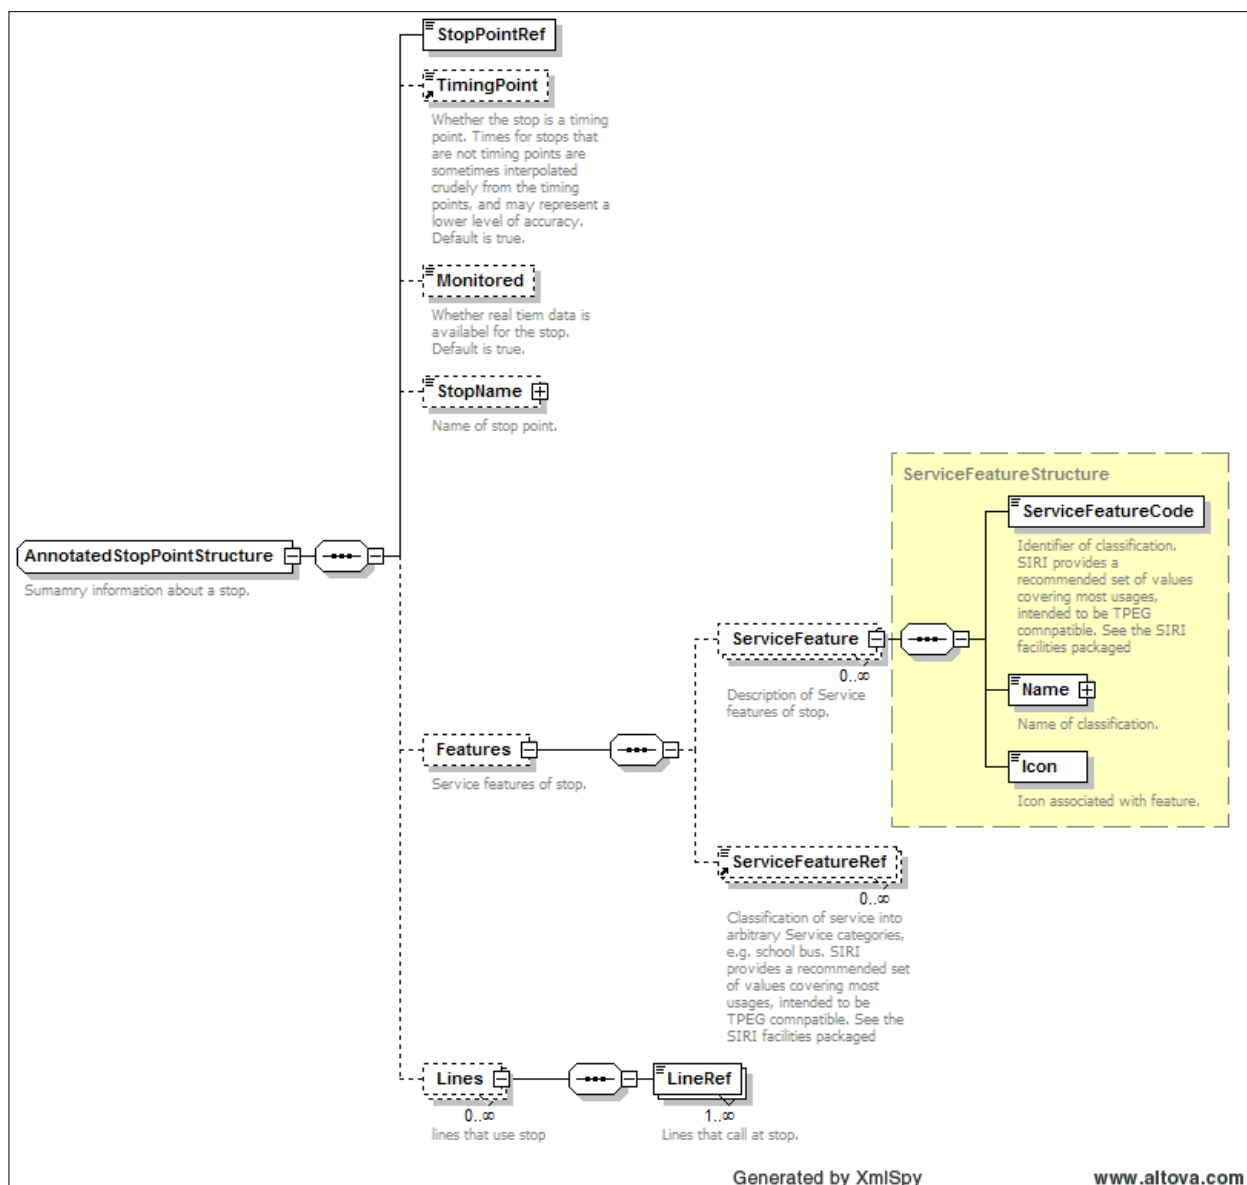 StopPointRef
TimingPoint
Whether the stop is a timing
point. Times for stops that
are not timing points are
sometimes interpolated
crudely from the timing
points, and may represent a
lower level of accuracy.
Default is true.
Monitored
Whether real tiem data is
availabel for the stop.
Default is true.
StopName
Name of stop point.
AnnotatedStopPointStructure
Sumamry information about a stop.
ServiceFeatureStructure
ServiceFeatureCode
Identifier of classification.
SIRI provides a
recommended set of values
covering most usages,
intended to be TPEG
comnpatible. See the SIRI
facilities packaged
ServiceFeature
0..∞
Description of Service
features of stop.
Name
Name of classification.
Features
Service features of stop.
Icon
Icon associated with feature.
ServiceFeatureRef
0..∞
Classification of service into
arbitrary Service categories,
e.g. school bus. SIRI
provides a recommended set
of values covering most
usages, intended to be
TPEG comnpatible. See the
SIRI facilities packaged
Lines
0..∞
lines that use stop
LineRef
1..∞
Lines that call at stop.
Generated by XmlSpy
www.altova.com